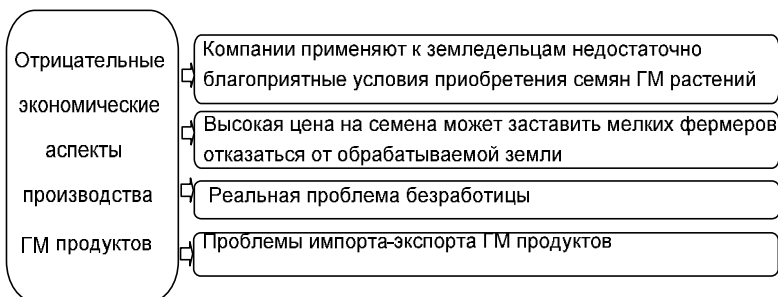 Отрицательные
экономические
аспекты
производства
ГМ продуктов
Компании применяют к земледельцам недостаточно
благоприятные условия приобретения семян ГМ растений
Высокая цена на семена может заставить мелких фермеров
отказаться от обрабатываемой земли
Реальная проблема безработицы
Проблемы импорта-экспорта ГМ продуктов